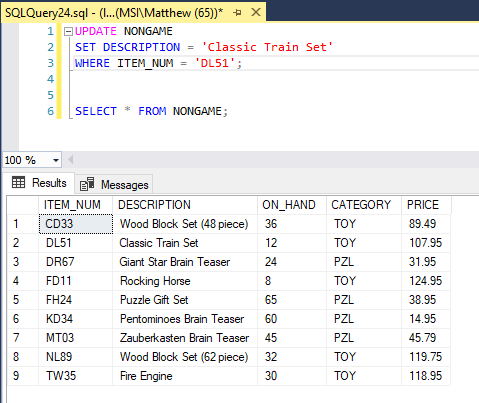 SQLQuery24.sql - (l...(MSI\Matthew (65))*
1 UPDATE NONGAME
2 SET DESCRIPTION = 'Classic Train Set'
3 WHERE ITEM_NUM = 'DL51';
4
5
6 SELECT * FROM NONGAME;
100 %
Results Messages
ITEM_NUM DESCRIPTION ON_HAND CATEGORY PRICE
1 CD33 Wood Block Set (48 piece) 36 TOY 89.49
2 DL51 Classic Train Set 12 TOY 107.95
3 DR67 Giant Star Brain Teaser 24 PZL 31.95
4 FD11 Rocking Horse 8 TOY 124.95
5 FH24 Puzzle Gift Set 65 PZL 38.95
6 KD34 Pentominoes Brain Teaser 60 PZL 14.95
7 MT03 Zauberkasten Brain Teaser 45 PZL 45.79
8 NL89 Wood Block Set (62 piece) 32 TOY 119.75
9 TW35 Fire Engine 30 TOY 118.95